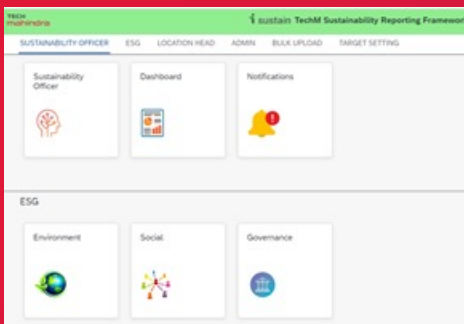 TECH
mahindra
i sustain TechM Sustainability Reporting Framewor
SUSTAINABILITY OFFICER ESG LOCATION HEAD ADMIN BULK UPLOAD TARGET SETTING
Sustainability
Officer
Dashboard
Notifications
ESG
Environment
Social
Governance